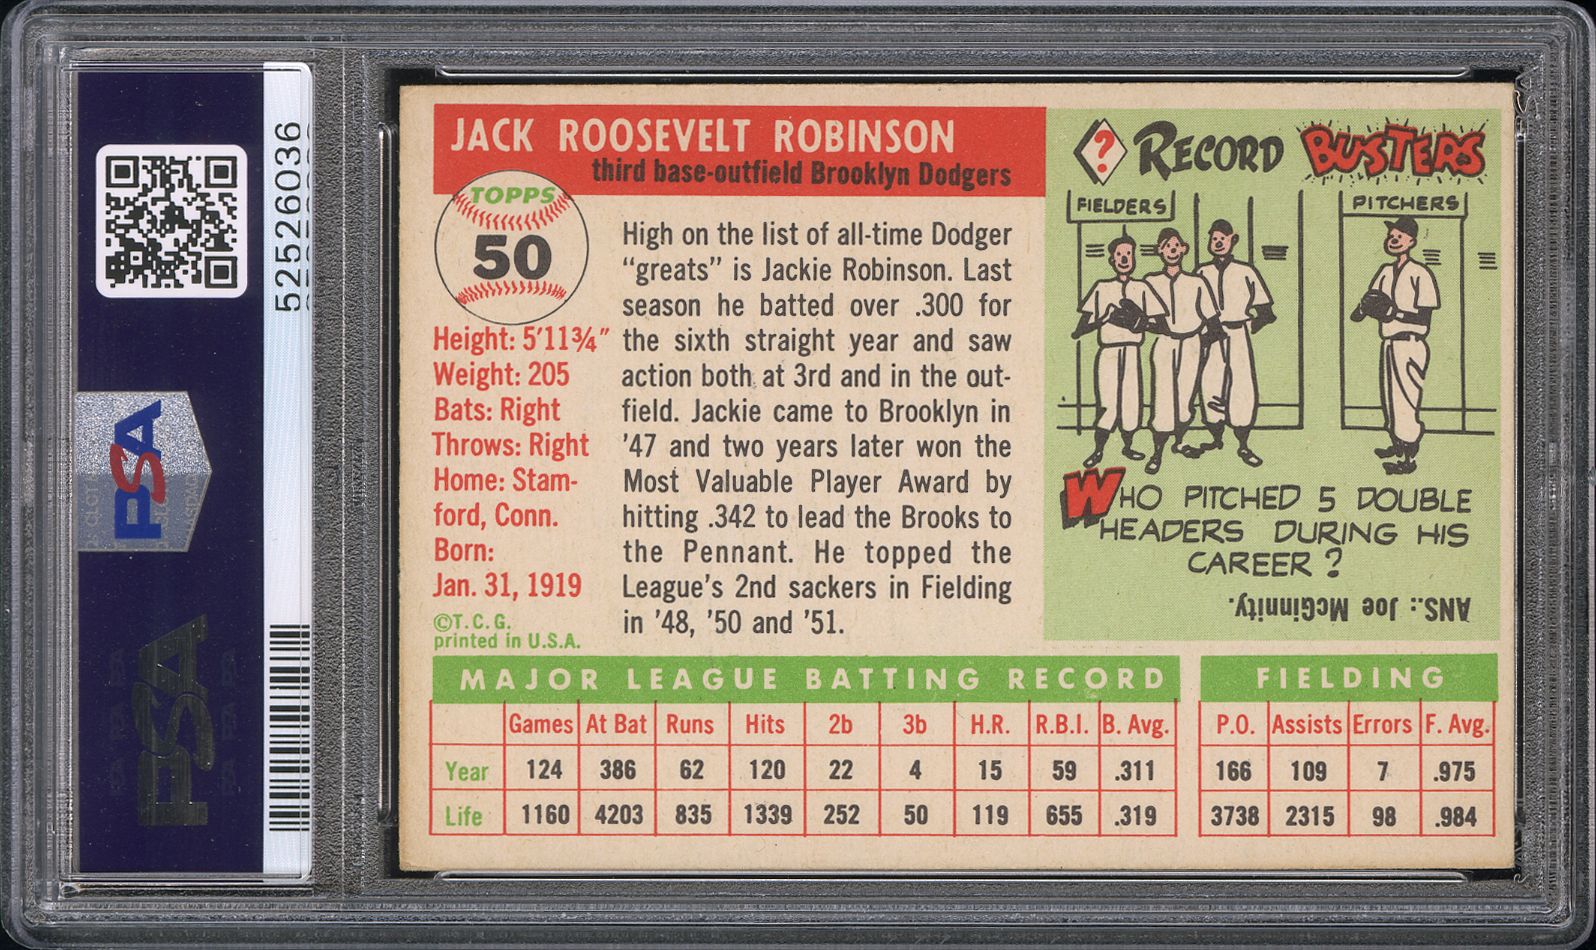 52526036
PSA
PSA
JACK ROOSEVELT ROBINSON
third base-outfield Brooklyn Dodgers
TOPPS
50
Height: 5'11¾"
Weight: 205
Bats: Right
Throws: Right
Home: Stam-
ford, Conn.
Born:
Jan. 31, 1919
©T.C.G.
printed in U.S.A.
High on the list of all-time Dodger
“greats” is Jackie Robinson. Last
season he batted over .300 for
the sixth straight year and saw
action both at 3rd and in the out-
field. Jackie came to Brooklyn in
'47 and two years later won the
Most Valuable Player Award by
hitting .342 to lead the Brooks to
the Pennant. He topped the
League's 2nd sackers in Fielding
in '48, '50 and '51.
? RECORD BUSTERS
FIELDERS
PITCHERS
WHO PITCHED 5 DOUBLE
HEADERS DURING HIS
CAREER?
ANS.: Joe McGinnity.
MAJOR LEAGUE BATTING RECORD
Games At Bat Runs Hits 2b 3b H.R. R.B.I. B. Avg.
Year 124 386 62 120 22 4 15 59 .311
Life 1160 4203 835 1339 252 50 119 655 .319
FIELDING
P.O. Assists Errors F. Avg.
166 109 7 .975
3738 2315 98 .984